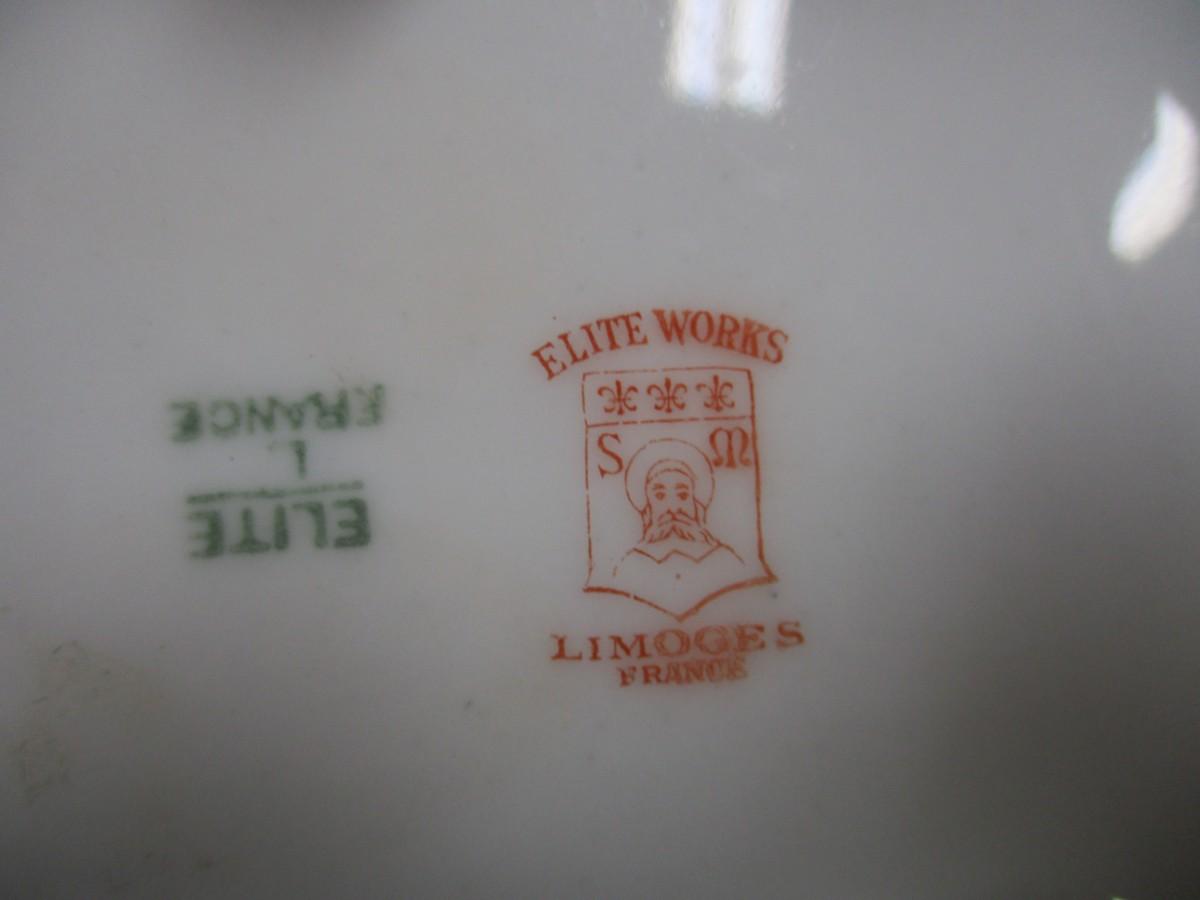 ELITE WORKS
S M
LIMOGES
FRANCE
ELITE
L
FRANCE